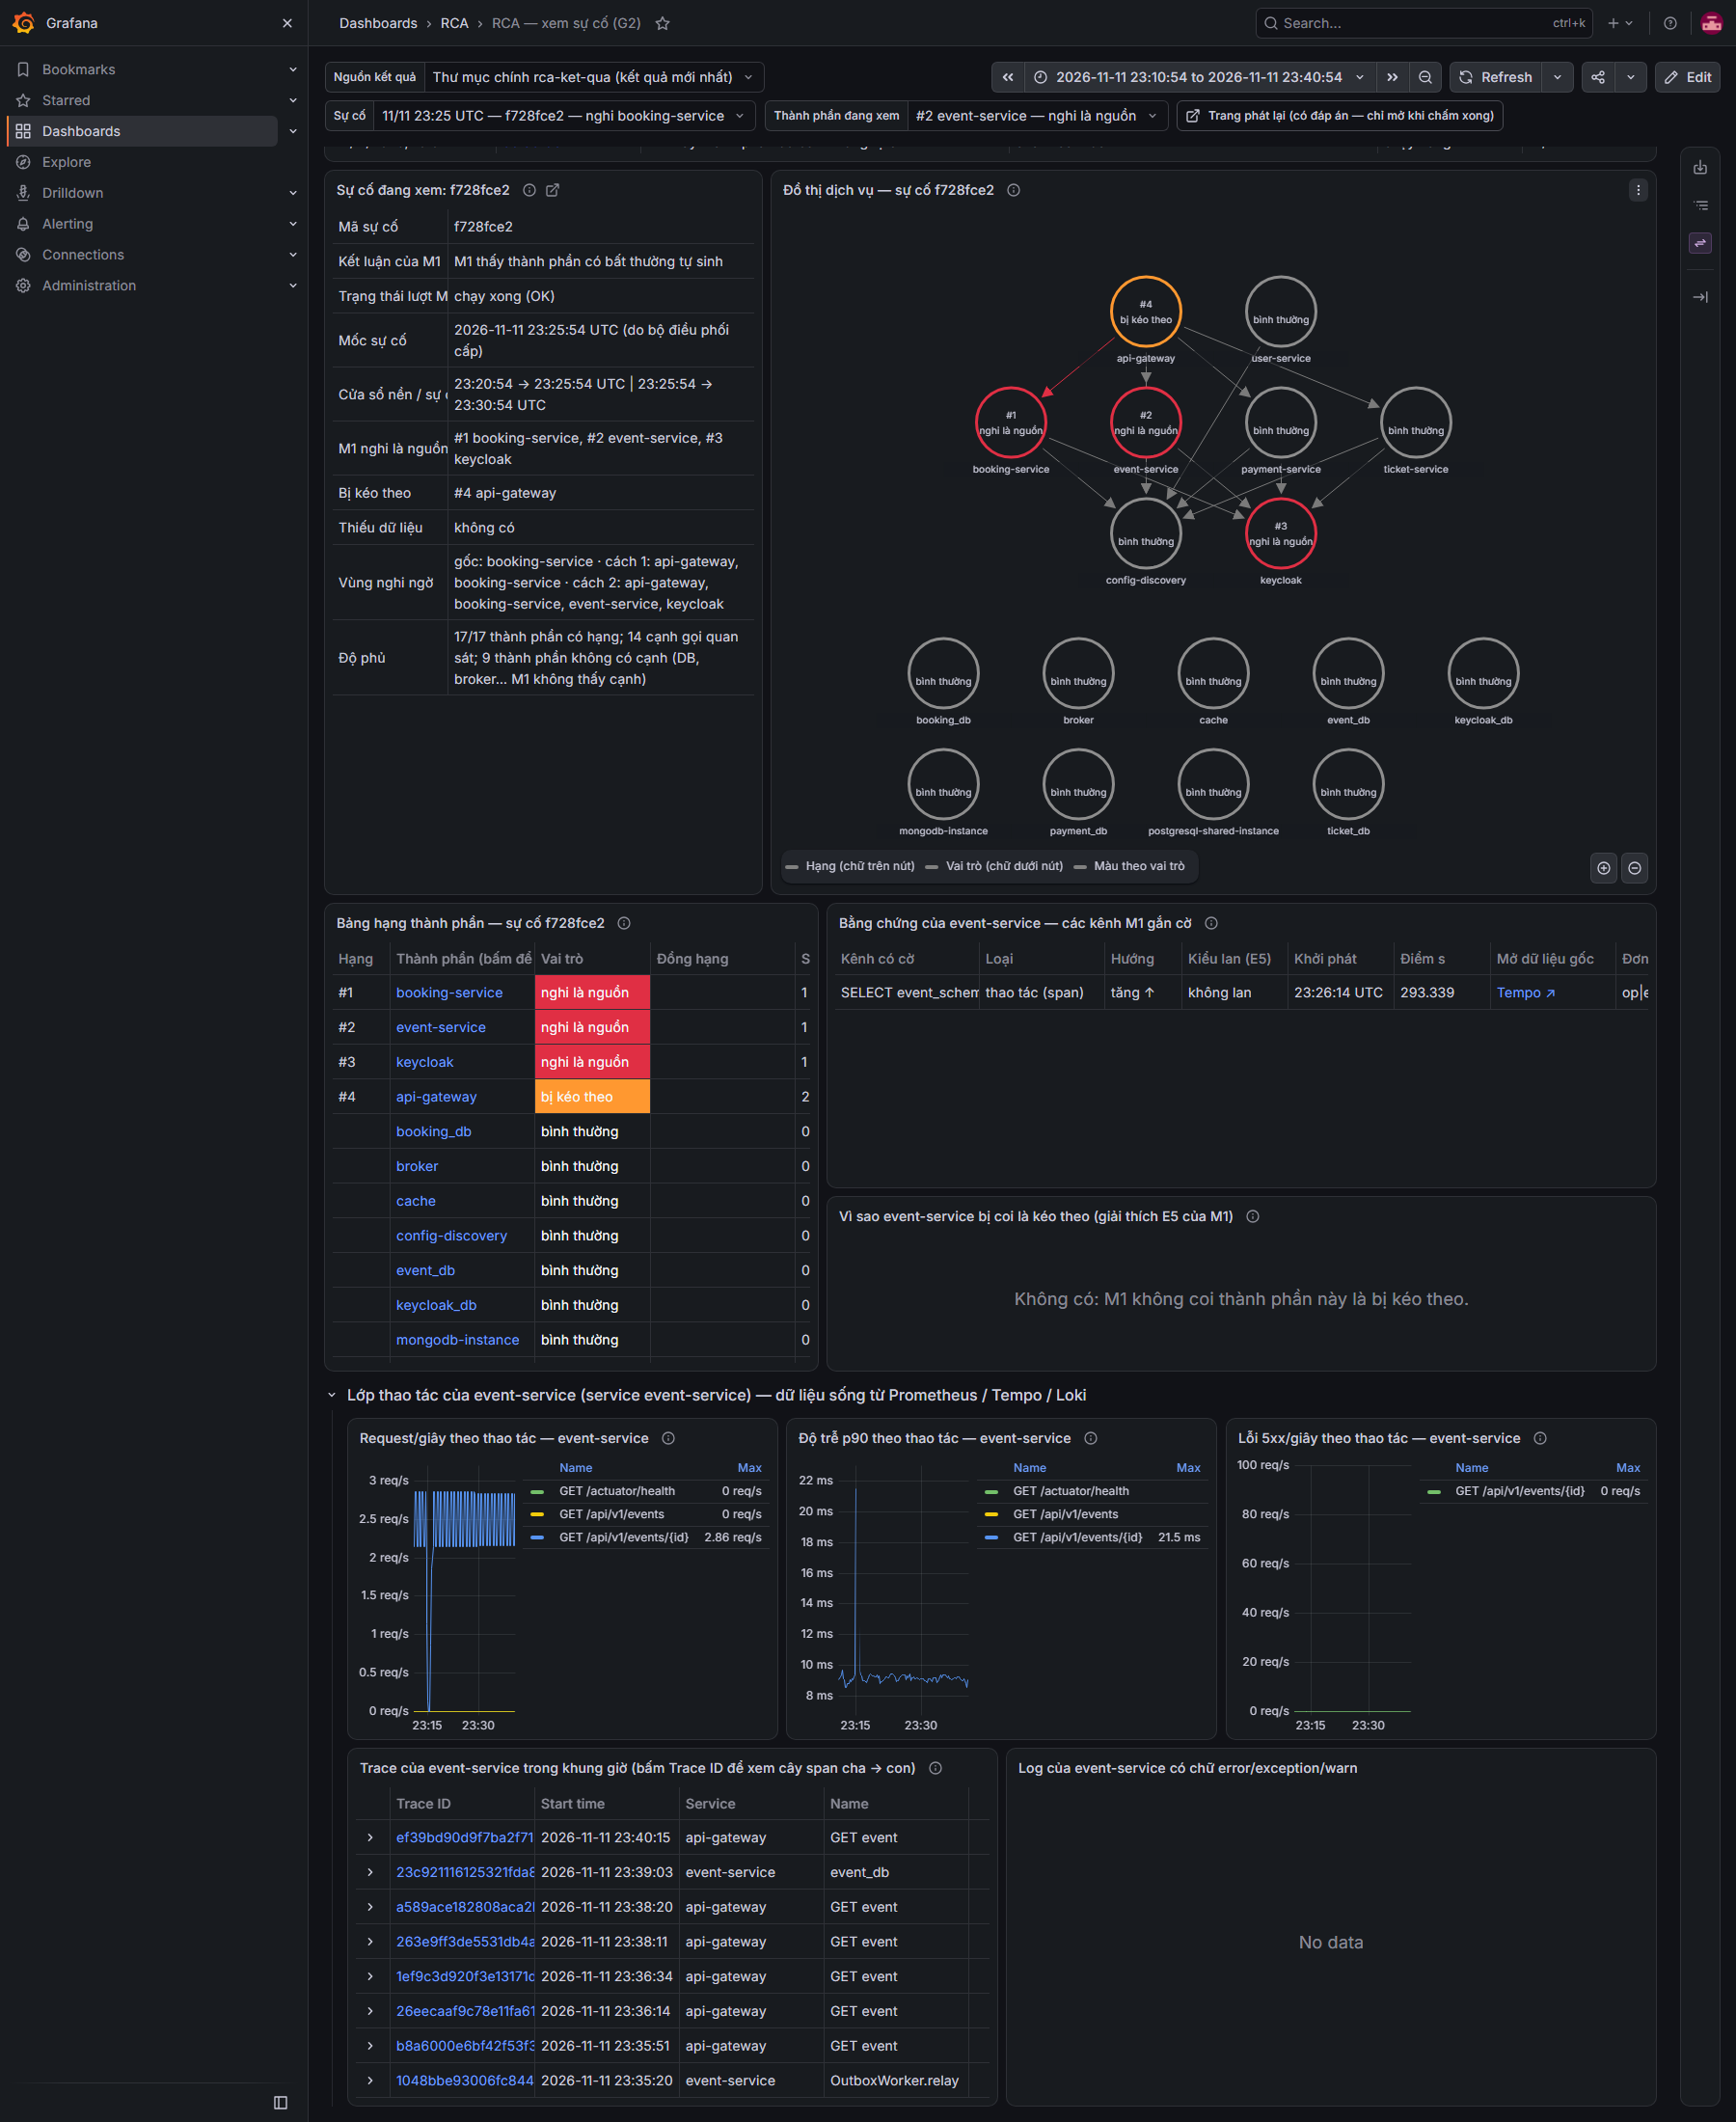 Grafana
Dashboards › RCA › RCA — xem sự cố (G2)
Search...
ctrl+k
Bookmarks
Starred
Dashboards
Explore
Drilldown
Alerting
Connections
Administration
Nguồn kết quả
Thư mục chính rca-ket-qua (kết quả mới nhất)
2026-11-11 23:10:54 to 2026-11-11 23:40:54
Refresh
Edit
Sự cố
11/11 23:25 UTC — f728fce2 — nghi booking-service
Thành phần đang xem
#2 event-service — nghi là nguồn
Trang phát lại (có đáp án — chỉ mở khi chấm xong)
Sự cố đang xem: f728fce2
Mã sự cố
f728fce2
Kết luận của M1
M1 thấy thành phần có bất thường tự sinh
Trạng thái lượt M
chạy xong (OK)
Mốc sự cố
2026-11-11 23:25:54 UTC (do bộ điều phối
cấp)
Cửa sổ nền / sự
23:20:54 → 23:25:54 UTC | 23:25:54 →
23:30:54 UTC
M1 nghi là nguồn
#1 booking-service, #2 event-service, #3
keycloak
Bị kéo theo
#4 api-gateway
Thiếu dữ liệu
không có
Vùng nghi ngờ
gốc: booking-service · cách 1: api-gateway,
booking-service · cách 2: api-gateway,
booking-service, event-service, keycloak
Độ phủ
17/17 thành phần có hạng; 14 cạnh gọi quan
sát; 9 thành phần không có cạnh (DB,
broker... M1 không thấy cạnh)
Đồ thị dịch vụ — sự cố f728fce2
#4
bị kéo theo
api-gateway
bình thường
user-service
#1
nghi là nguồn
booking-service
#2
nghi là nguồn
event-service
bình thường
payment-service
bình thường
ticket-service
bình thường
config-discovery
#3
nghi là nguồn
keycloak
bình thường
booking_db
bình thường
broker
bình thường
cache
bình thường
event_db
bình thường
keycloak_db
bình thường
mongodb-instance
bình thường
payment_db
bình thường
postgresql-shared-instance
bình thường
ticket_db
Hạng (chữ trên nút)
Vai trò (chữ dưới nút)
Màu theo vai trò
Bảng hạng thành phần — sự cố f728fce2
Hạng
Thành phần (bấm để
Vai trò
Đồng hạng
S
#1 booking-service nghi là nguồn 1
#2 event-service nghi là nguồn 1
#3 keycloak nghi là nguồn 1
#4 api-gateway bị kéo theo 2
booking_db bình thường 0
broker bình thường 0
cache bình thường 0
config-discovery bình thường 0
event_db bình thường 0
keycloak_db bình thường 0
mongodb-instance bình thường 0
Bằng chứng của event-service — các kênh M1 gắn cờ
Kênh có cờ
Loại
Hướng
Kiểu lan (E5)
Khởi phát
Điểm s
Mở dữ liệu gốc
Đơn
SELECT event_schem
thao tác (span)
tăng ↑
không lan
23:26:14 UTC
293.339
Tempo ↗
op|e
Vì sao event-service bị coi là kéo theo (giải thích E5 của M1)
Không có: M1 không coi thành phần này là bị kéo theo.
Lớp thao tác của event-service (service event-service) — dữ liệu sống từ Prometheus / Tempo / Loki
Request/giây theo thao tác — event-service
3 req/s
2.5 req/s
2 req/s
1.5 req/s
1 req/s
0.5 req/s
0 req/s
23:15
23:30
Name Max
GET /actuator/health 0 req/s
GET /api/v1/events 0 req/s
GET /api/v1/events/{id} 2.86 req/s
Độ trễ p90 theo thao tác — event-service
22 ms
20 ms
18 ms
16 ms
14 ms
12 ms
10 ms
8 ms
23:15
23:30
Name Max
GET /actuator/health
GET /api/v1/events
GET /api/v1/events/{id} 21.5 ms
Lỗi 5xx/giây theo thao tác — event-service
100 req/s
80 req/s
60 req/s
40 req/s
20 req/s
0 req/s
23:15
23:30
Name Max
GET /api/v1/events/{id} 0 req/s
Trace của event-service trong khung giờ (bấm Trace ID để xem cây span cha → con)
Trace ID Start time Service Name
ef39bd90d9f7ba2f71 2026-11-11 23:40:15 api-gateway GET event
23c921116125321fda8 2026-11-11 23:39:03 event-service event_db
a589ace182808aca2 2026-11-11 23:38:20 api-gateway GET event
263e9ff3de5531db4a 2026-11-11 23:38:11 api-gateway GET event
1ef9c3d920f3e13171c 2026-11-11 23:36:34 api-gateway GET event
26eecaaf9c78e11fa61 2026-11-11 23:36:14 api-gateway GET event
b8a6000e6bf42f53f3 2026-11-11 23:35:51 api-gateway GET event
1048bbe93006fc844 2026-11-11 23:35:20 event-service OutboxWorker.relay
Log của event-service có chữ error/exception/warn
No data